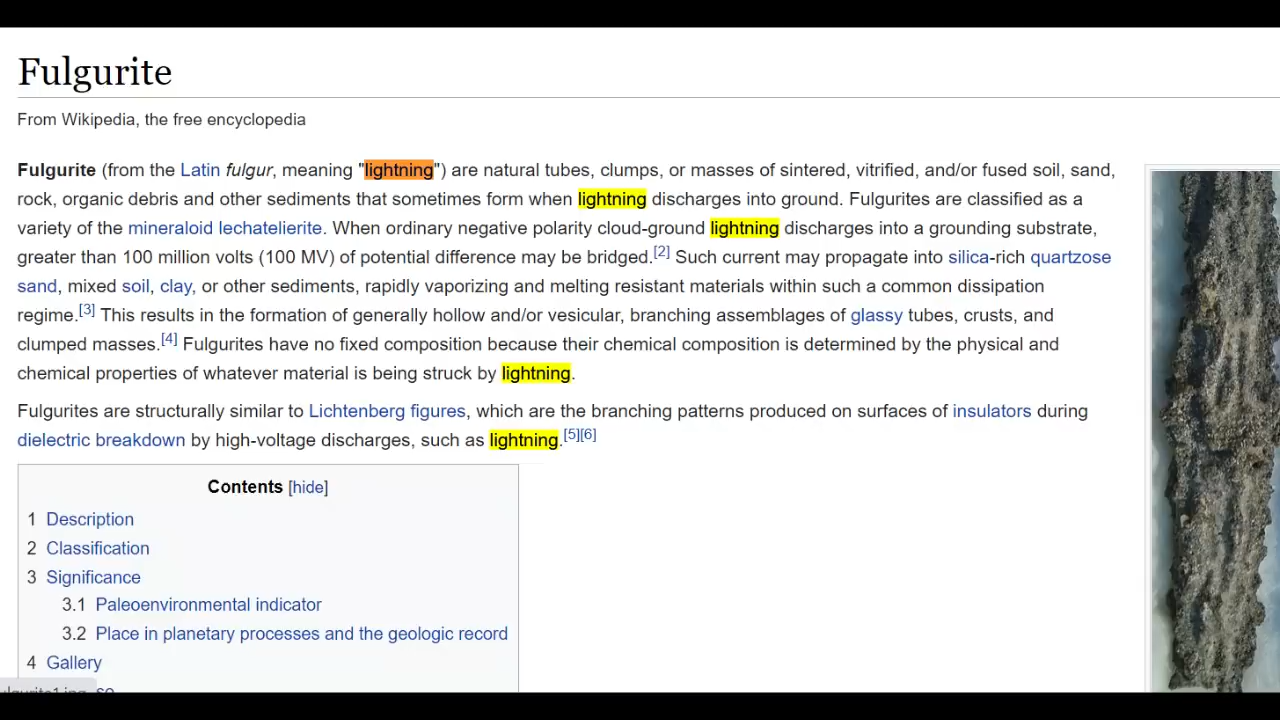 Fulgurite
From Wikipedia, the free encyclopedia
Fulgurite (from the Latin fulgur, meaning "lightning") are natural tubes, clumps, or masses of sintered, vitrified, and/or fused soil, sand,
rock, organic debris and other sediments that sometimes form when lightning discharges into ground. Fulgurites are classified as a
variety of the mineraloid lechatelierite. When ordinary negative polarity cloud-ground lightning discharges into a grounding substrate,
greater than 100 million volts (100 MV) of potential difference may be bridged.[2] Such current may propagate into silica-rich quartzose
sand, mixed soil, clay, or other sediments, rapidly vaporizing and melting resistant materials within such a common dissipation
regime.[3] This results in the formation of generally hollow and/or vesicular, branching assemblages of glassy tubes, crusts, and
clumped masses.[4] Fulgurites have no fixed composition because their chemical composition is determined by the physical and
chemical properties of whatever material is being struck by lightning.
Fulgurites are structurally similar to Lichtenberg figures, which are the branching patterns produced on surfaces of insulators during
dielectric breakdown by high-voltage discharges, such as lightning.[5][6]
Contents [hide]
1 Description
2 Classification
3 Significance
3.1 Paleoenvironmental indicator
3.2 Place in planetary processes and the geologic record
4 Gallery